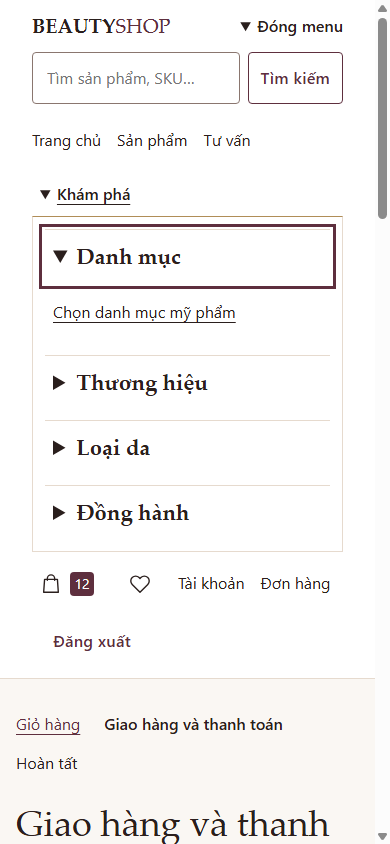 BEAUTYSHOP
Đóng menu
Tìm sản phẩm, SKU...
Tìm kiếm
Trang chủ Sản phẩm Tư vấn
Khám phá
Danh mục
Chọn danh mục mỹ phẩm
Thương hiệu
Loại da
Đồng hành
12
Tài khoản Đơn hàng
Đăng xuất
Giỏ hàng Giao hàng và thanh toán
Hoàn tất
Giao hàng và thanh